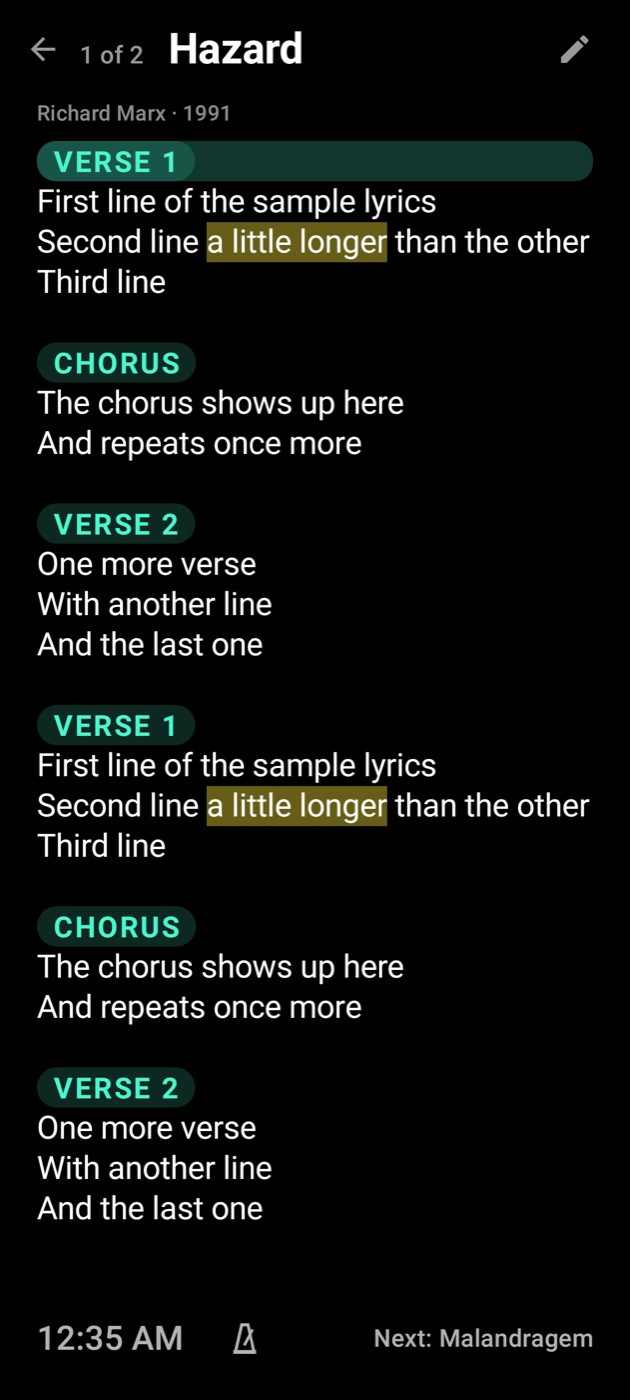 1 of 2 Hazard
Richard Marx · 1991
VERSE 1
First line of the sample lyrics
Second line a little longer than the other
Third line
CHORUS
The chorus shows up here
And repeats once more
VERSE 2
One more verse
With another line
And the last one
VERSE 1
First line of the sample lyrics
Second line a little longer than the other
Third line
CHORUS
The chorus shows up here
And repeats once more
VERSE 2
One more verse
With another line
And the last one
12:35 AM Next: Malandragem